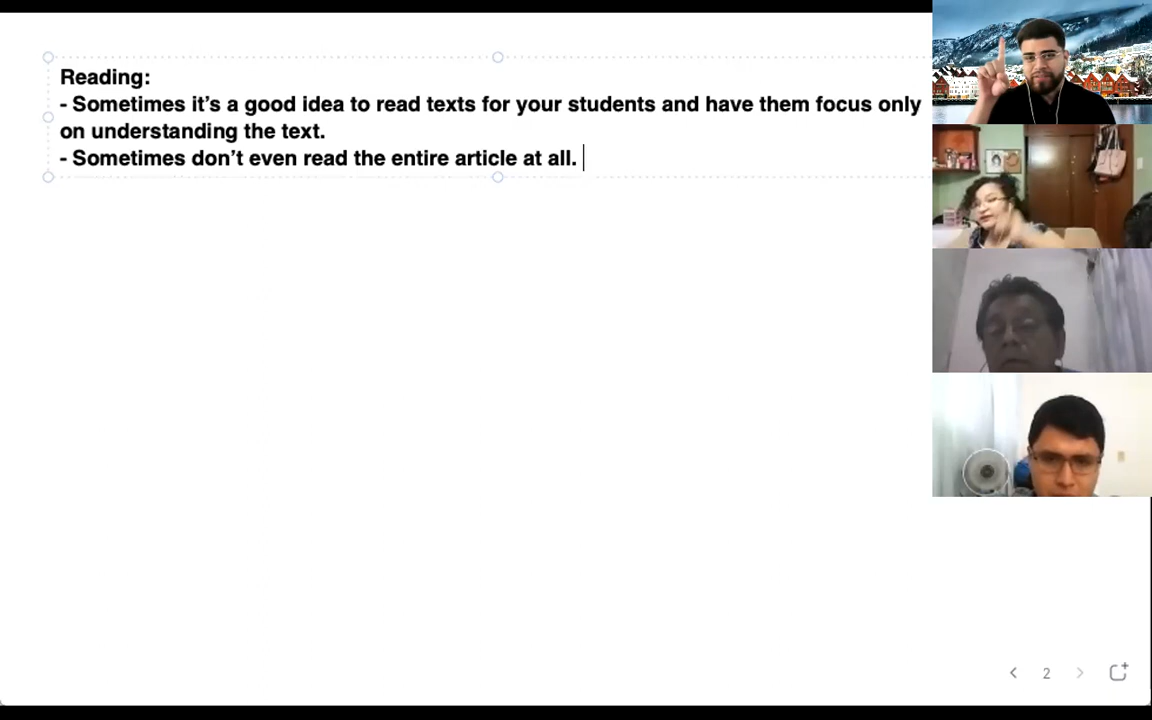 Reading:
- Sometimes it’s a good idea to read texts for your students and have them focus only
on understanding the text.
- Sometimes don’t even read the entire article at all.
2